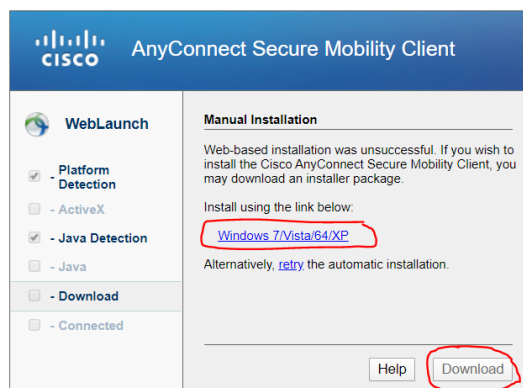 CISCO
AnyConnect Secure Mobility Client
WebLaunch
- Platform
Detection
- ActiveX
- Java Detection
- Java
- Download
- Connected
Manual Installation
Web-based installation was unsuccessful. If you wish to
install the Cisco AnyConnect Secure Mobility Client, you
may download an installer package.
Install using the link below:
Windows 7/Vista/64/XP
Alternatively, retry the automatic installation.
Help
Download